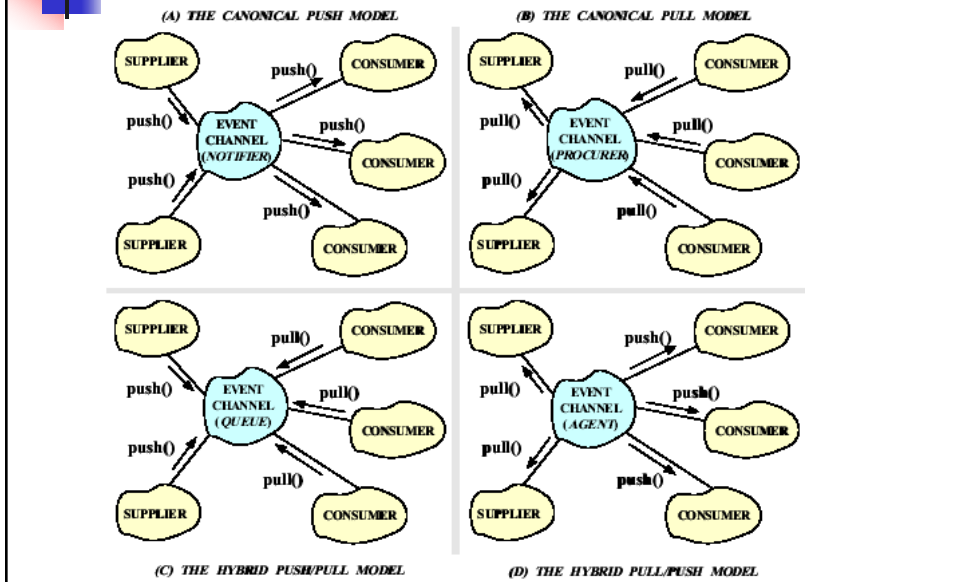 (A) THE CANONICAL PUSH MODEL
SUPPLIER
CONSUMER
push()
push()
EVENT
CHANNEL
(NOTIFIER)
push()
CONSUMER
push()
push()
SUPPLIER
CONSUMER
(B) THE CANONICAL PULL MODEL
SUPPLIER
CONSUMER
pull()
pull()
EVENT
CHANNEL
(PROCURER)
pull()
CONSUMER
pull()
pull()
SUPPLIER
CONSUMER
SUPPLIER
CONSUMER
pull()
push()
EVENT
CHANNEL
(QUEUE)
pull()
CONSUMER
push()
pull()
SUPPLIER
CONSUMER
(C) THE HYBRID PUSH/PULL MODEL
SUPPLIER
CONSUMER
push()
pull()
EVENT
CHANNEL
(AGENT)
push()
CONSUMER
pull()
push()
SUPPLIER
CONSUMER
(D) THE HYBRID PULL/PUSH MODEL